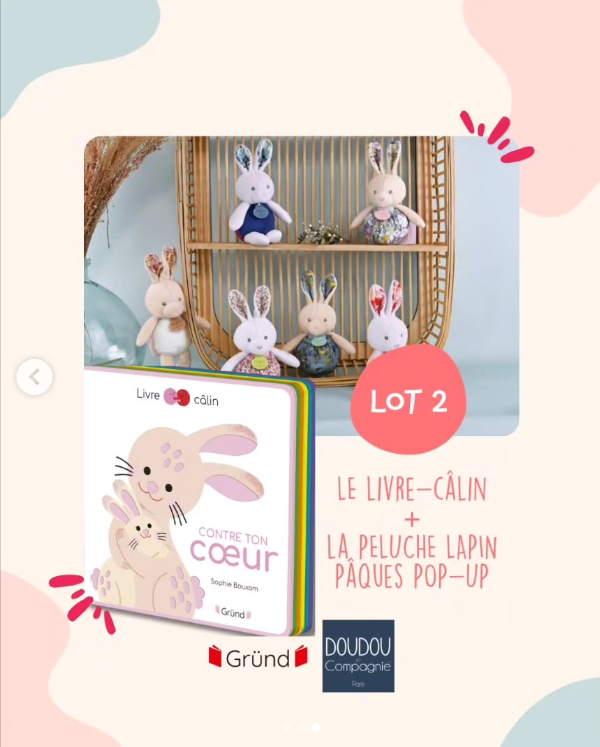 LOT 2
Livre câlin
CONTRE TON
cœur
Sophie Bouxom
Gründ
LE LIVRE-CÂLIN
+
LA PELUCHE LAPIN
PÂQUES POP-UP
Gründ
DOUDOU
et
Compagnie
Paris